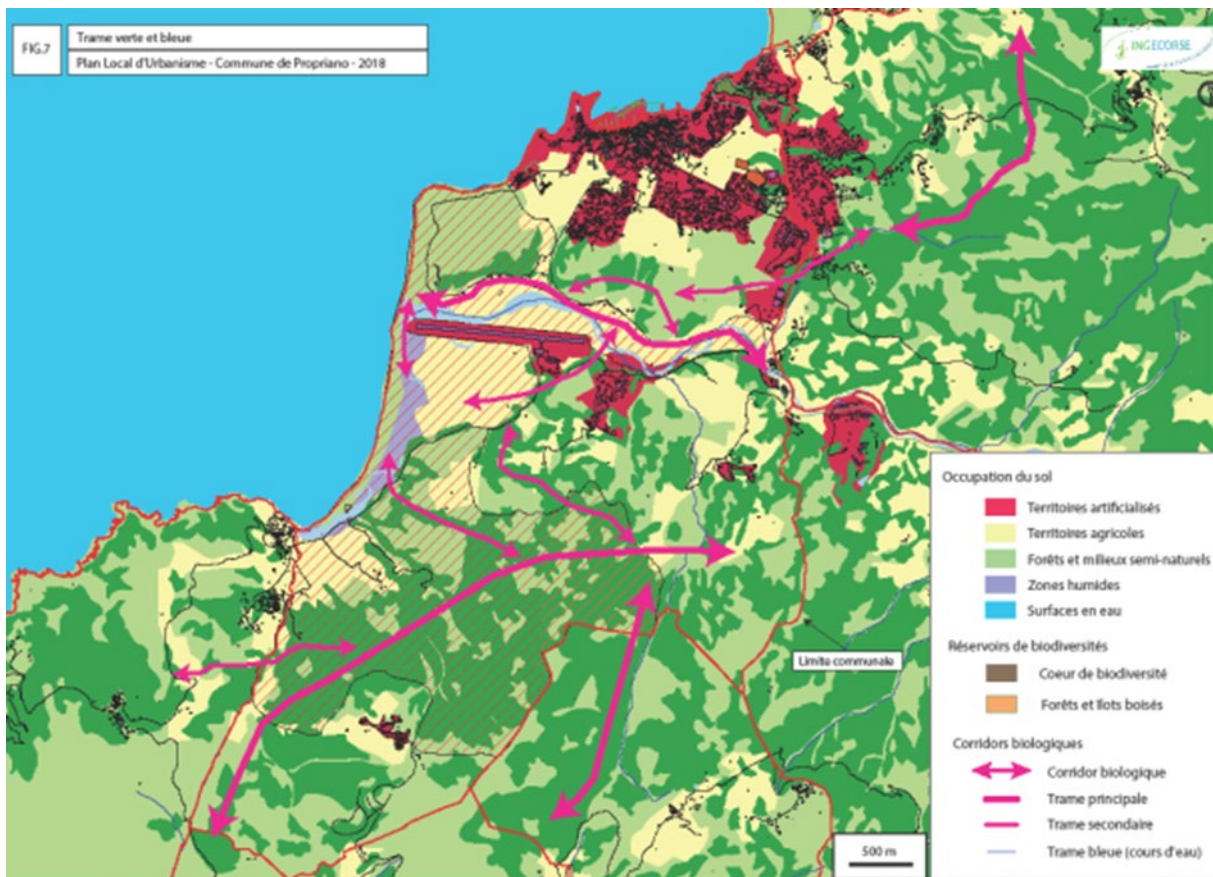 FIG.7
Trame verte et bleue
Plan Local d'Urbanisme - Commune de Propriano - 2018
INGECORSE
Limite communale
Occupation du sol
Territoires artificialisés
Territoires agricoles
Forêts et milieux semi-naturels
Zones humides
Surfaces en eau
Réservoirs de biodiversités
Coeur de biodiversité
Forêts et îlots boisés
Corridors biologiques
Corridor biologique
Trame principale
Trame secondaire
Trame bleue (cours d'eau)
500 m